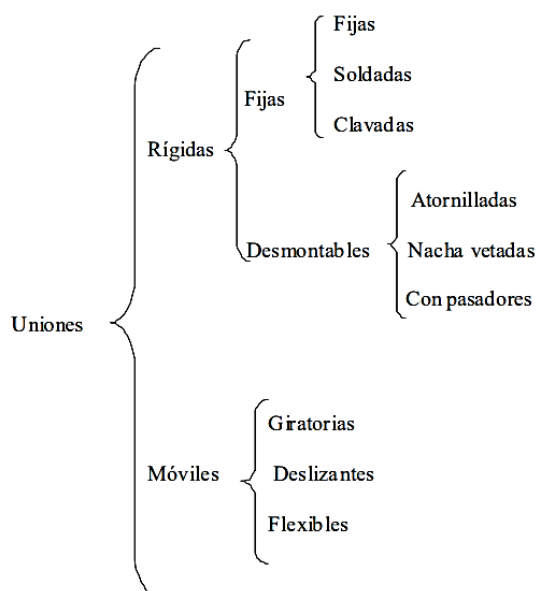 Fijas
Soldadas
Fijas
Clavadas
Rígidas
Atornilladas
Desmontables
Nacha vetadas
Con pasadores
Uniones
Giratorias
Móviles
Deslizantes
Flexibles